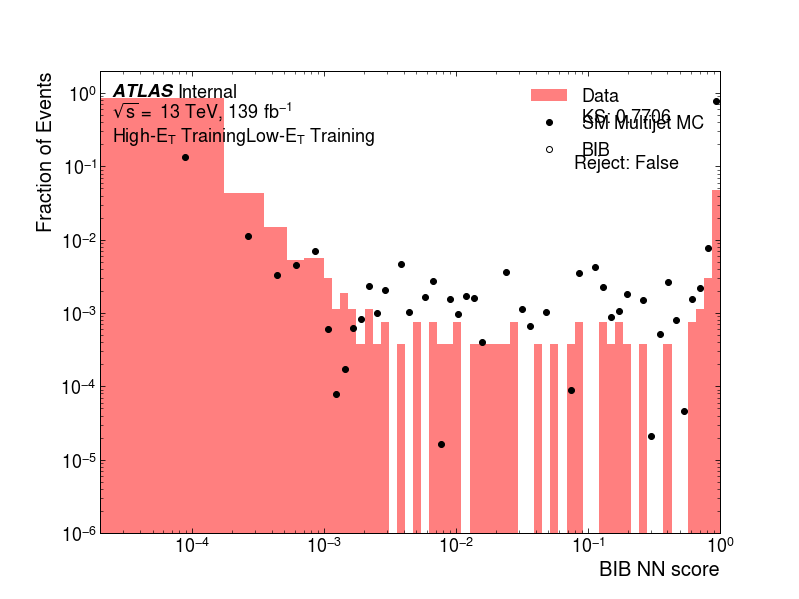 ATLAS Internal
√s = 13 TeV, 139 fb⁻¹
High-E_T TrainingLow-E_T Training
Data
KS: 0.7706
SM Multijet MC
BIB
Reject: False
Fraction of Events
10⁰
10⁻¹
10⁻²
10⁻³
10⁻⁴
10⁻⁵
10⁻⁶
10⁻⁴
10⁻³
10⁻²
10⁻¹
10⁰
BIB NN score